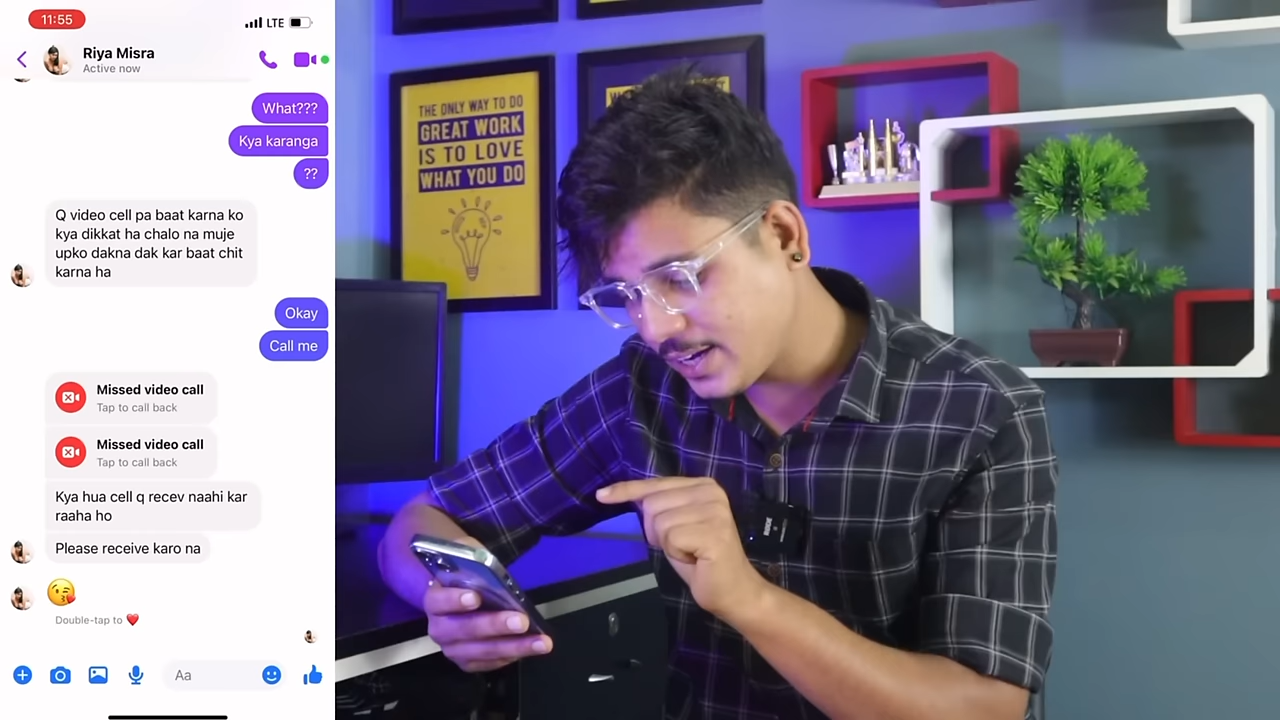 11:55
LTE
Riya Misra
Active now
What???
Kya karanga
??
Q video cell pa baat karna ko
kya dikkat ha chalo na muje
upko dakna dak kar baat chit
karna ha
Okay
Call me
Missed video call
Tap to call back
Missed video call
Tap to call back
Kya hua cell q recev naahi kar
raaha ho
Please receive karo na
Double-tap to ❤️
Aa
THE ONLY WAY TO DO
GREAT WORK
IS TO LOVE
WHAT YOU DO
RODE